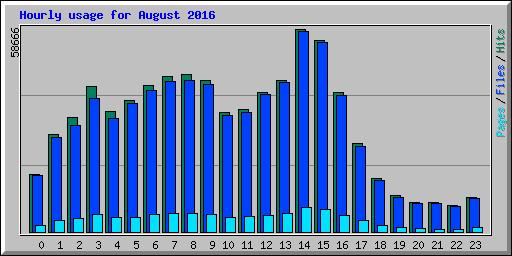 Hourly usage for August 2016
58666
Pages/Files/Hits
0 1 2 3 4 5 6 7 8 9 10 11 12 13 14 15 16 17 18 19 20 21 22 23